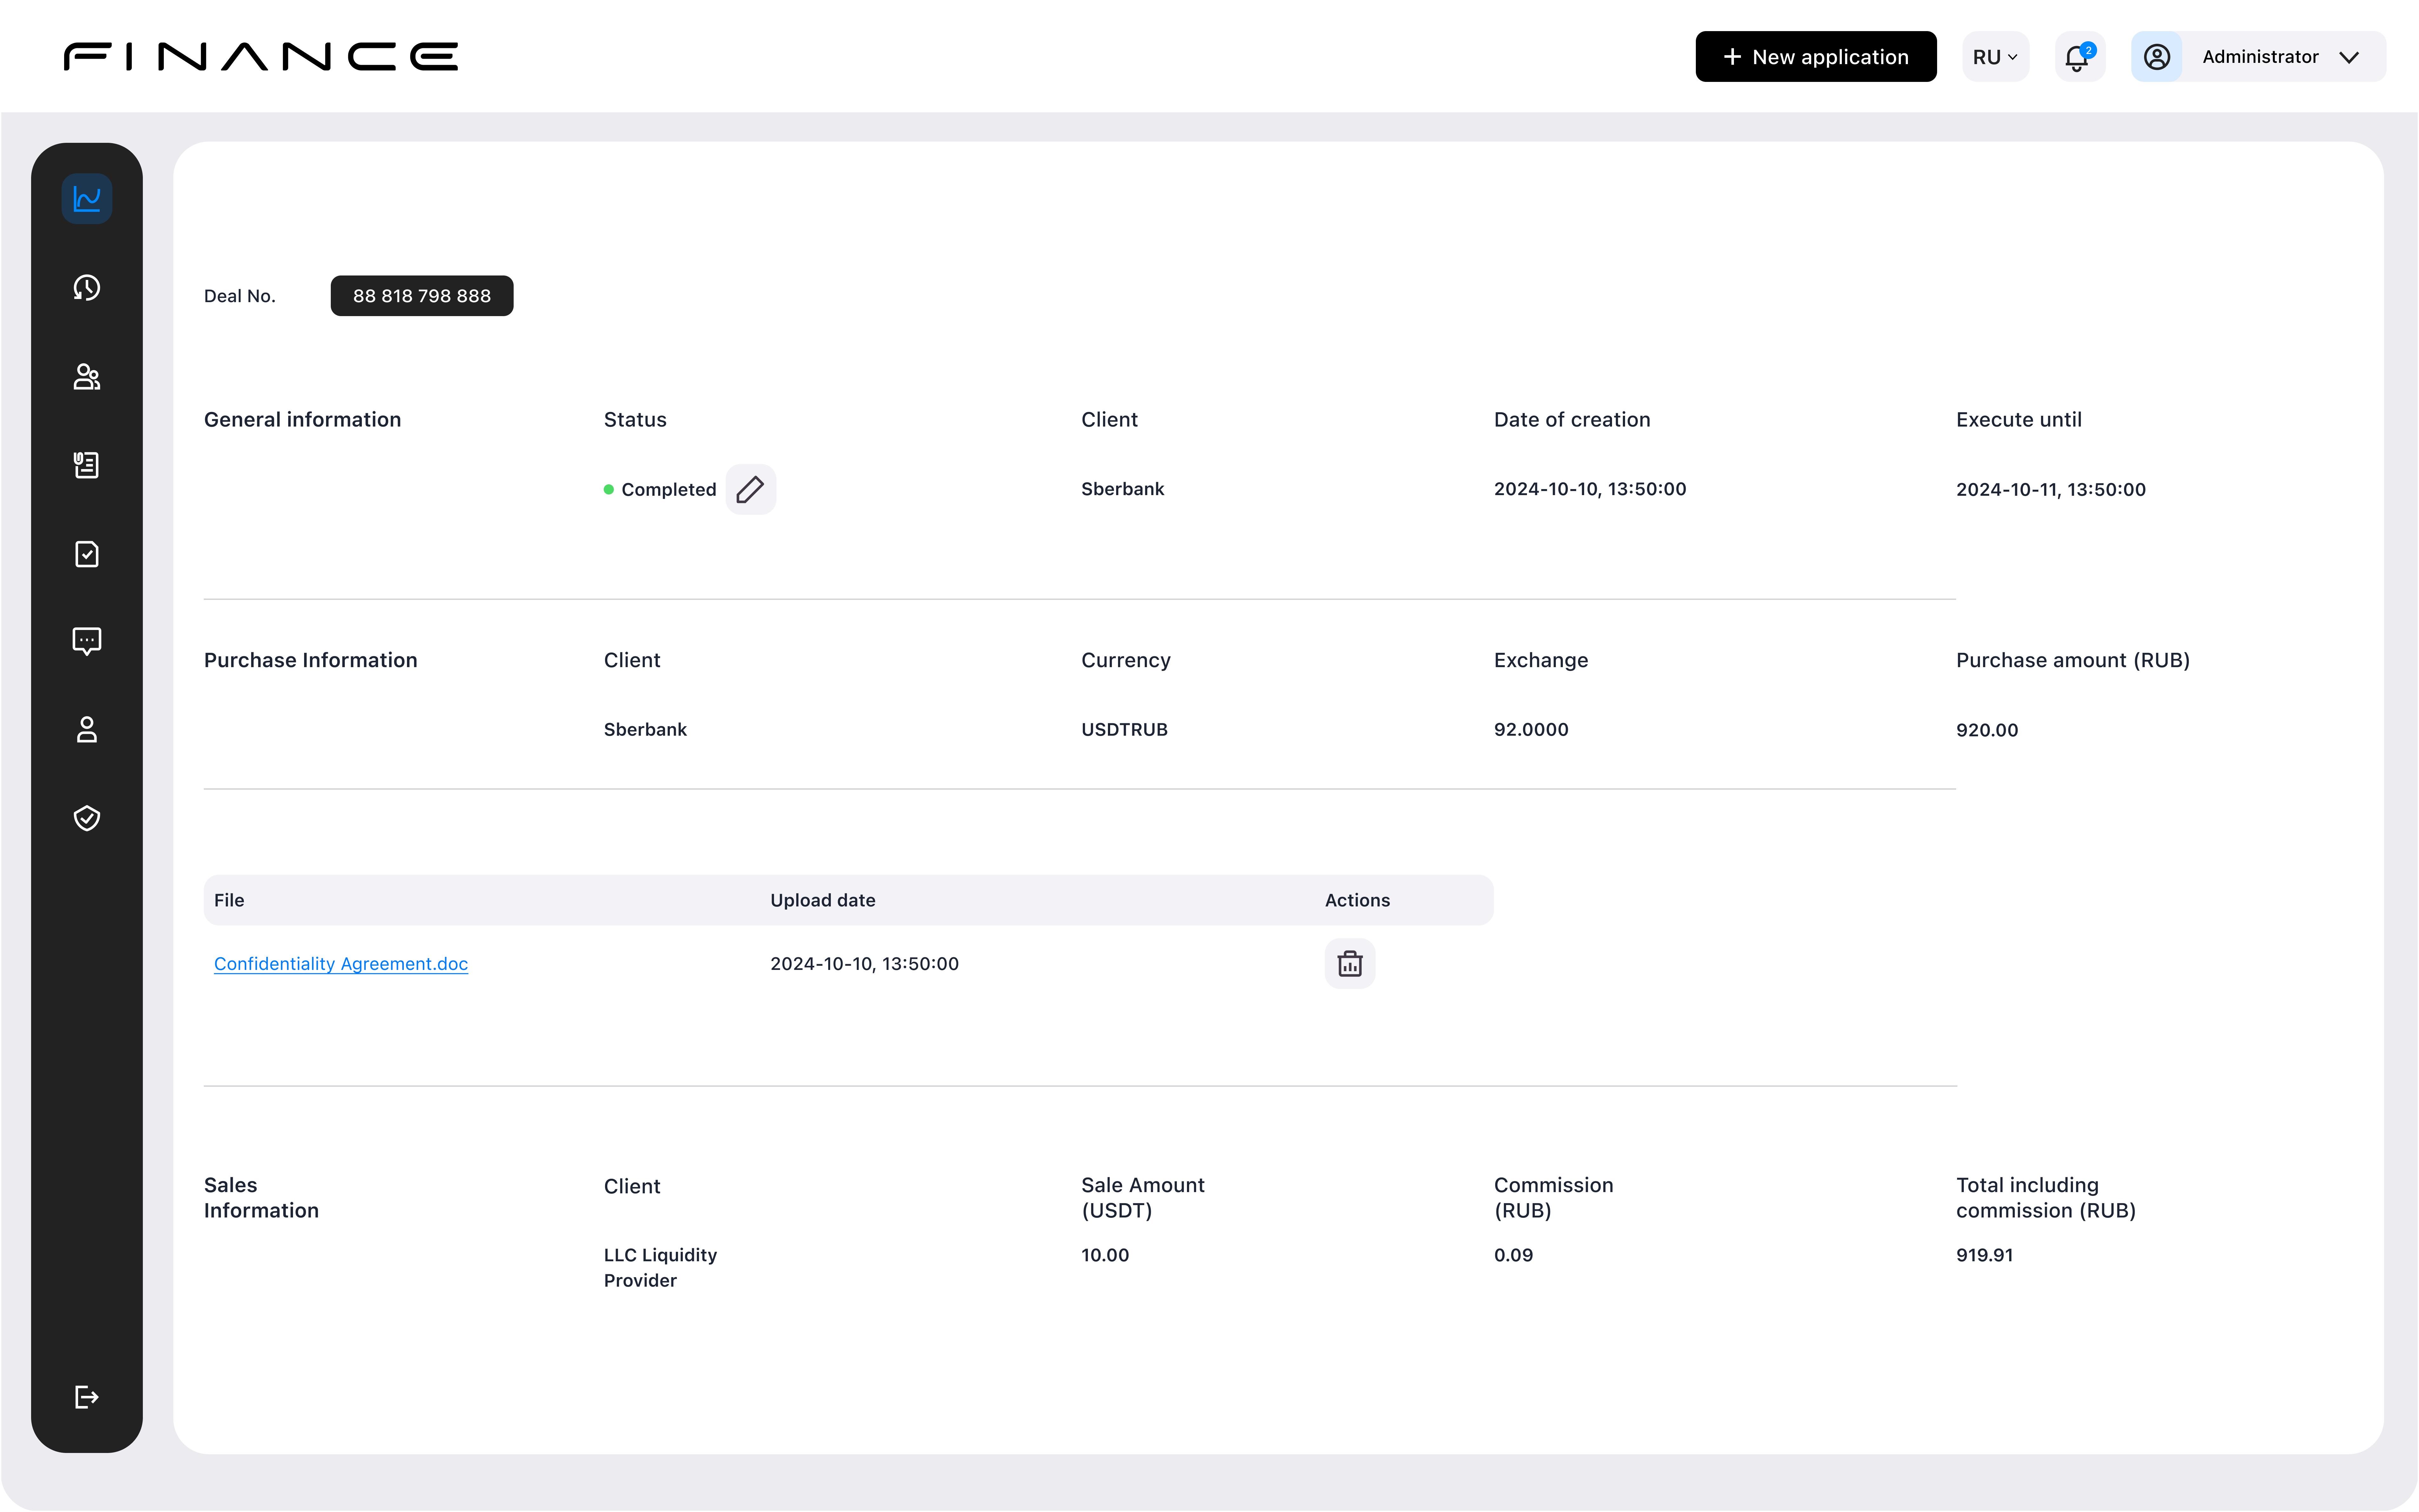 FINANCE
New application
RU
2
Administrator
Deal No.
88 818 798 888
General information
Status
Client
Date of creation
Execute until
Completed
Sberbank
2024-10-10, 13:50:00
2024-10-11, 13:50:00
Purchase Information
Client
Currency
Exchange
Purchase amount (RUB)
Sberbank
USDTRUB
92.0000
920.00
File
Upload date
Actions
Confidentiality Agreement.doc
2024-10-10, 13:50:00
Sales
Information
Client
Sale Amount
(USDT)
Commission
(RUB)
Total including
commission (RUB)
LLC Liquidity
Provider
10.00
0.09
919.91